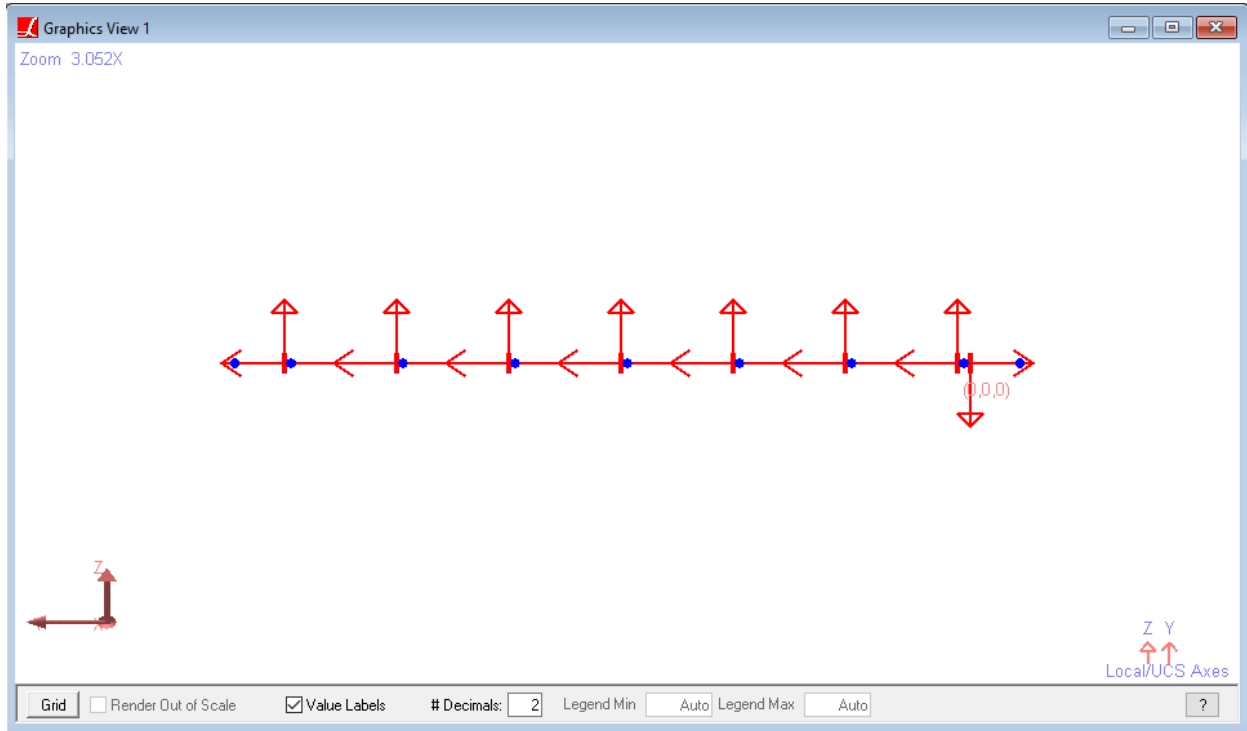 Graphics View 1
Zoom 3.052X
(0,0,0)
Z
X
Z Y
Local/UCS Axes
Grid Render Out of Scale Value Labels # Decimals: 2 Legend Min Auto Legend Max Auto ?